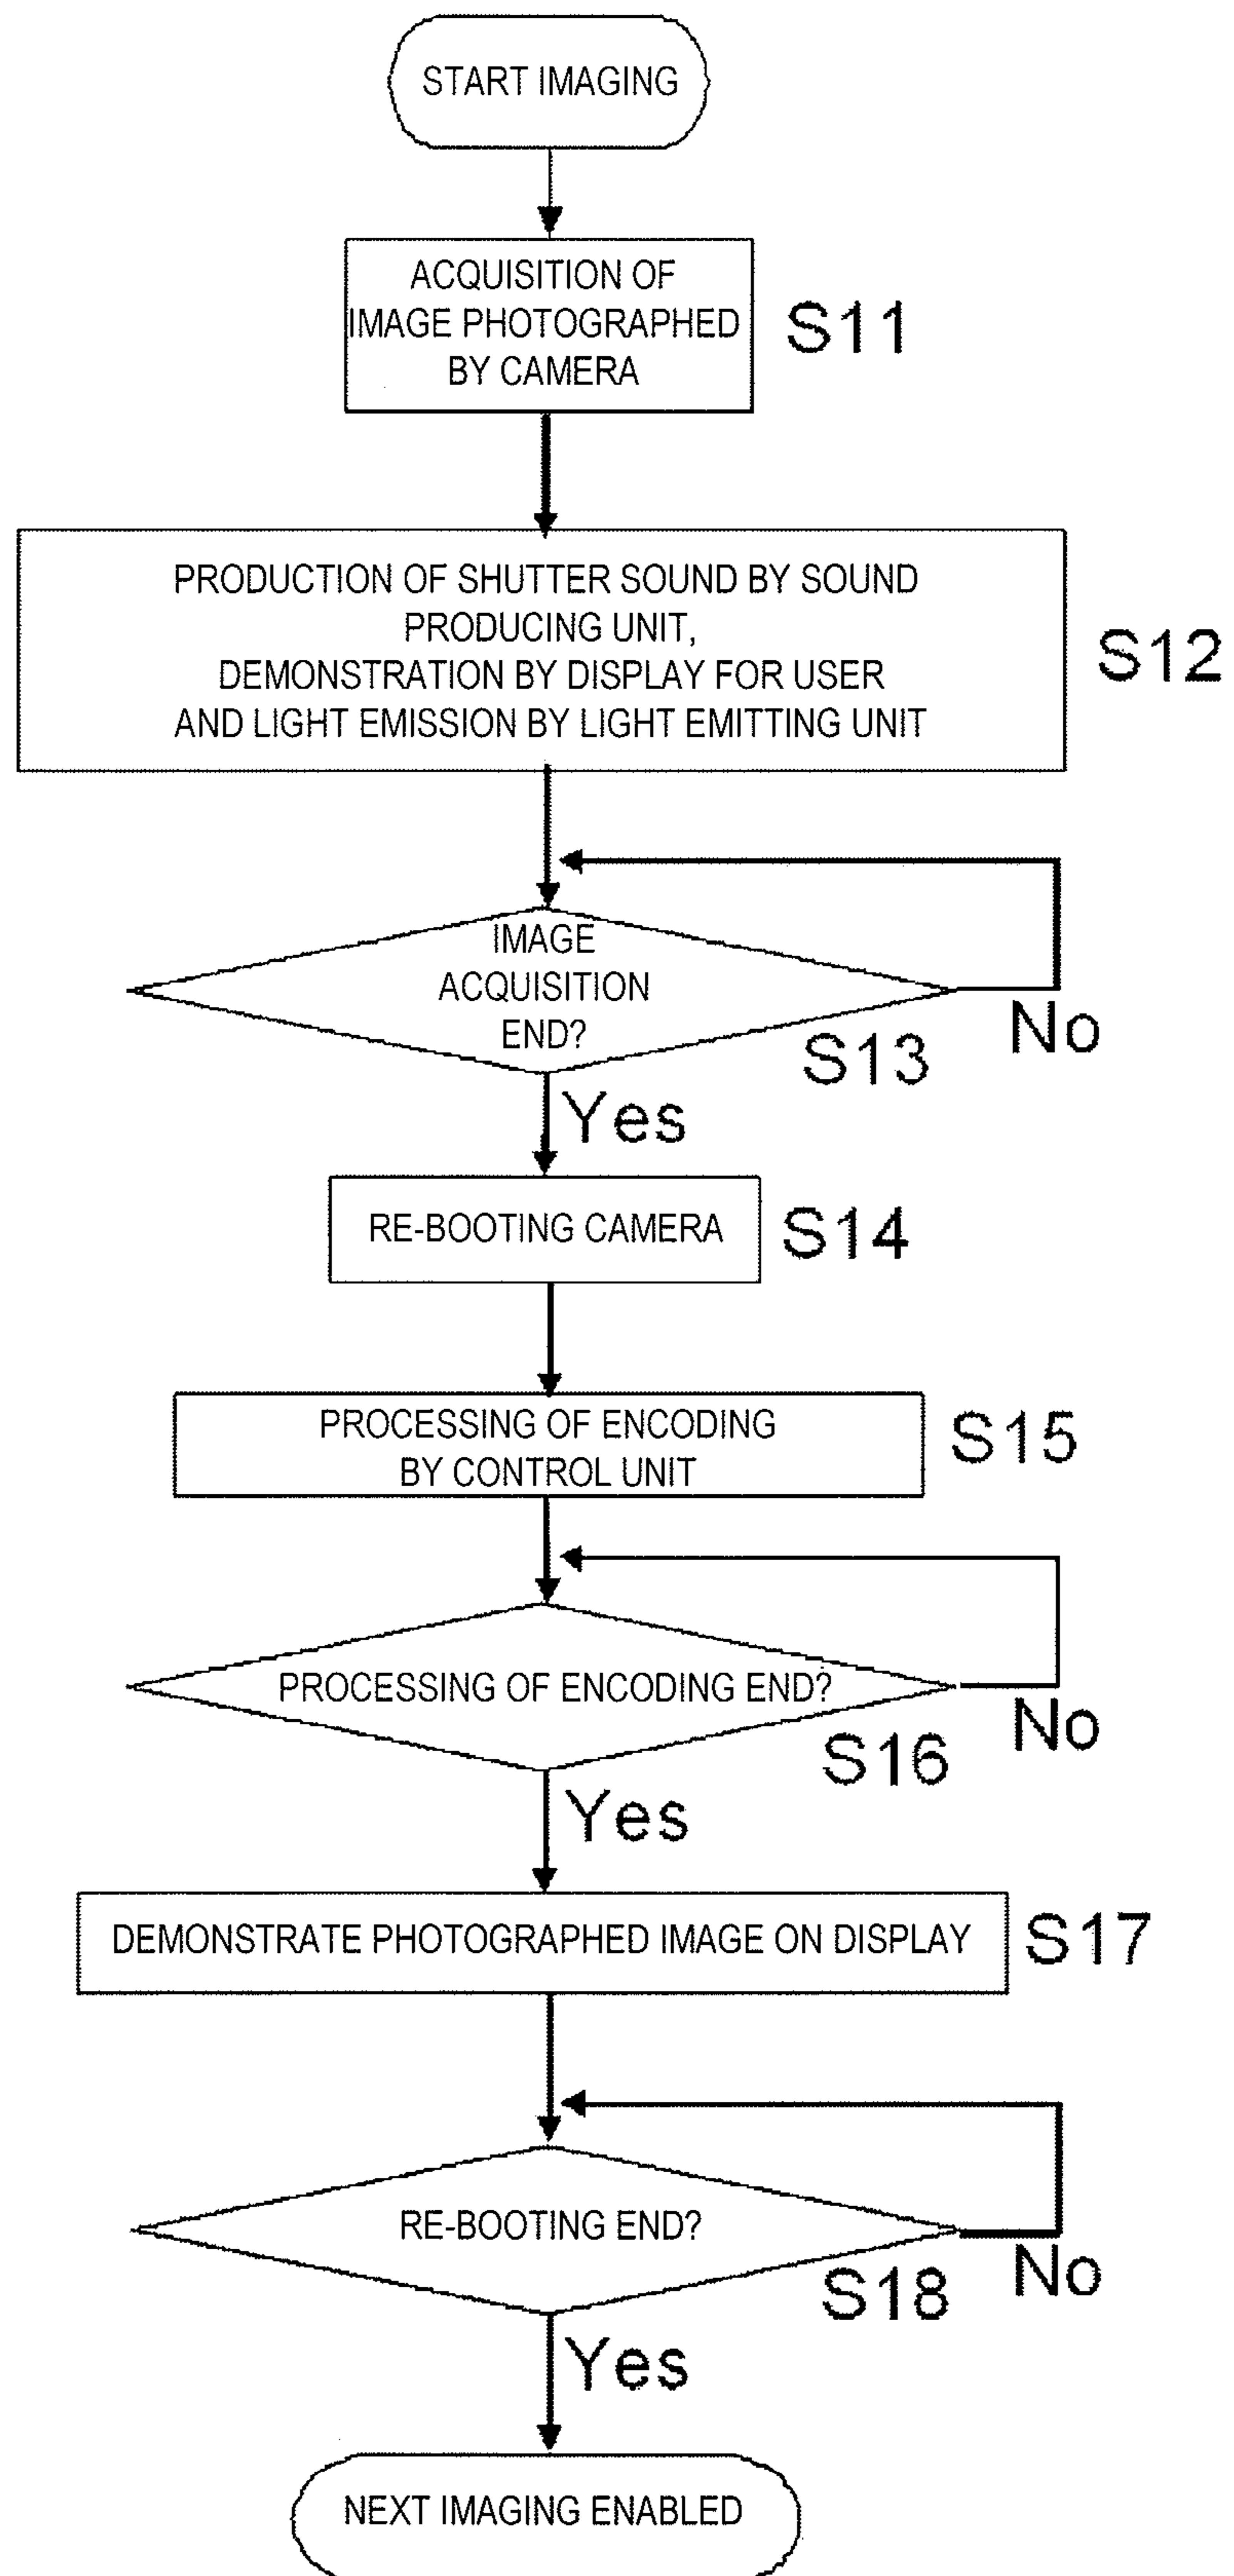 START IMAGING
ACQUISITION OF
IMAGE PHOTOGRAPHED
BY CAMERA
S11
PRODUCTION OF SHUTTER SOUND BY SOUND
PRODUCING UNIT,
DEMONSTRATION BY DISPLAY FOR USER
AND LIGHT EMISSION BY LIGHT EMITTING UNIT
S12
IMAGE
ACQUISITION
END?
S13
No
Yes
RE-BOOTING CAMERA
S14
PROCESSING OF ENCODING
BY CONTROL UNIT
S15
PROCESSING OF ENCODING END?
S16
No
Yes
DEMONSTRATE PHOTOGRAPHED IMAGE ON DISPLAY
S17
RE-BOOTING END?
S18
No
Yes
NEXT IMAGING ENABLED